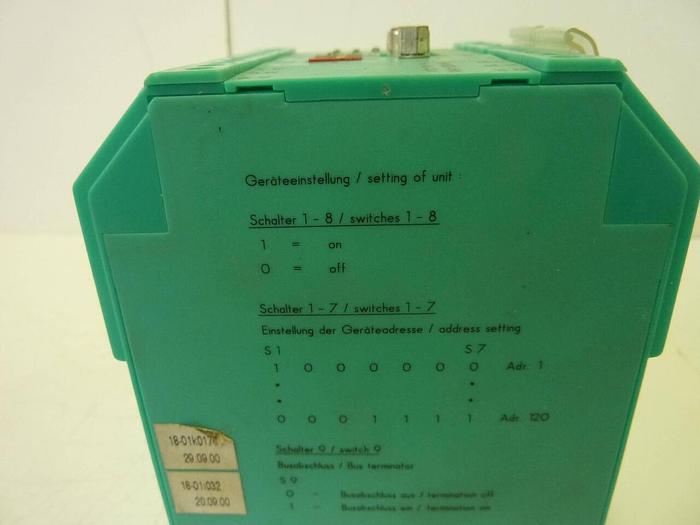 Geräteeinstellung / setting of unit :
Schalter 1 - 8 / switches 1 - 8
1 = on
0 = off
Schalter 1 - 7 / switches 1 - 7
Einstellung der Geräteadresse / address setting
S 1 S 7
1 0 0 0 0 0 0 Adr. 1
0 0 0 1 1 1 1 Adr. 120
Schalter 9 / switch 9
Busabschluss / Bus terminator
S 9
0 - Busabschluss aus / termination off
1 - Busabschluss ein / termination on
29.09.00
18-01i032
20.09.00